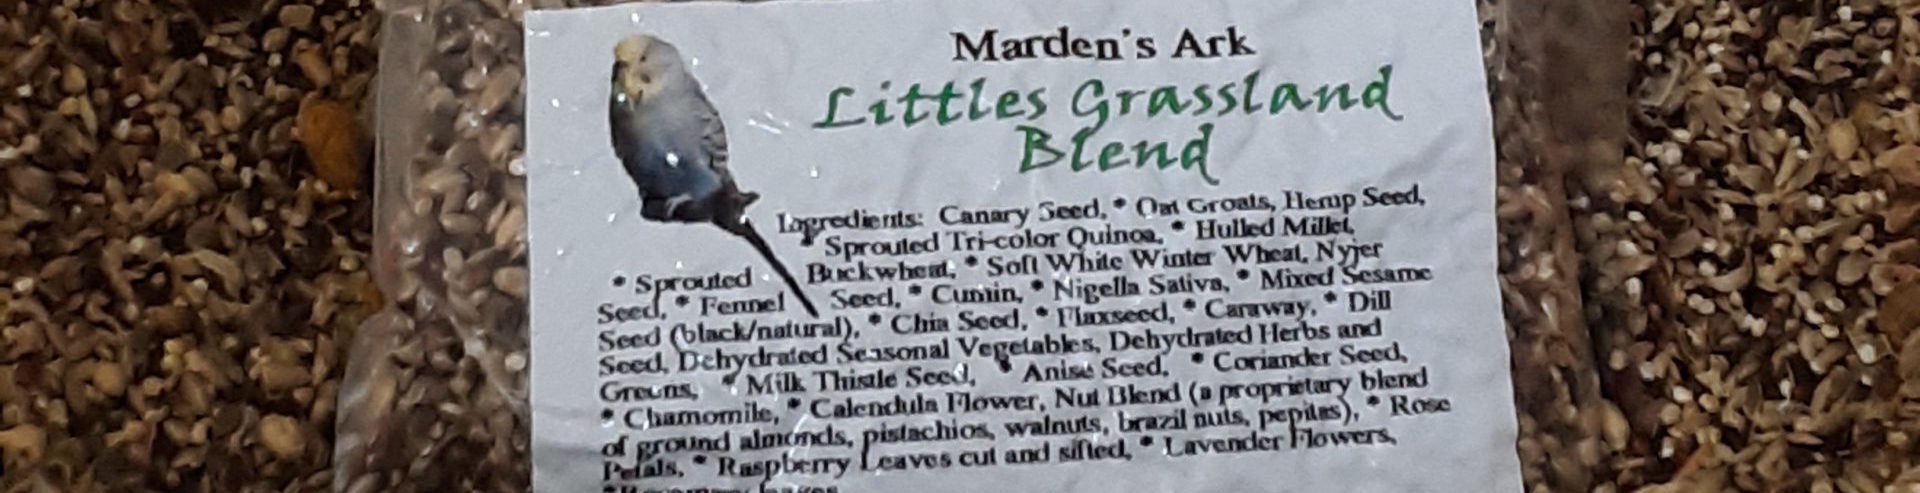 Marden's Ark
Littles Grassland
Blend
Ingredients: Canary Seed, * Oat Groats, Hemp Seed,
Sprouted Tri-color Quinoa, * Hulled Millet,
* Sprouted Buckwheat, * Soft White Winter Wheat, Nyjer
Seed, * Fennel Seed, * Cumin, * Nigella Sativa, * Mixed Sesame
Seed (black/natural), * Chia Seed, * Flaxseed, * Caraway, * Dill
Seed, Dehydrated Seasonal Vegetables, Dehydrated Herbs and
Greens, * Milk Thistle Seed, * Anise Seed, * Coriander Seed,
* Chamomile, * Calendula Flower, Nut Blend (a proprietary blend
of ground almonds, pistachios, walnuts, brazil nuts, pepitas), * Rose
Petals, * Raspberry Leaves cut and sifted, * Lavender Flowers,